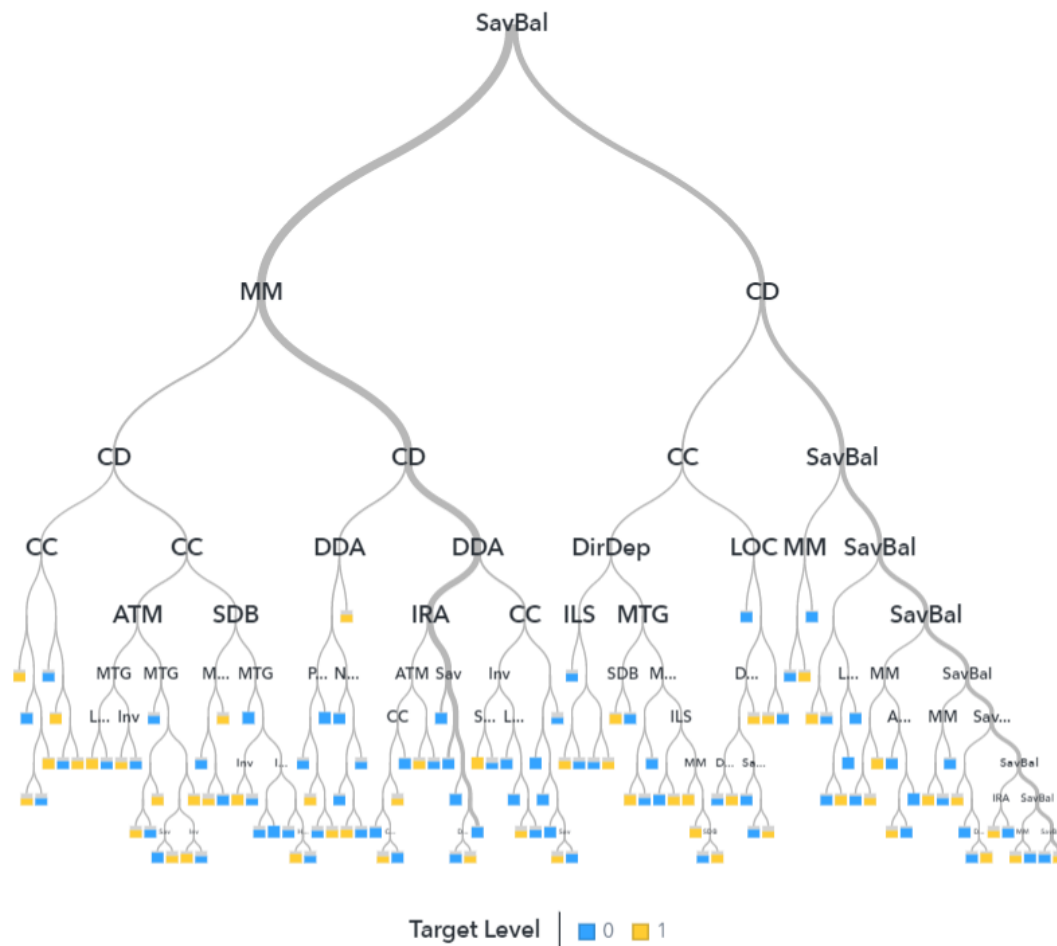 SavBal
MM CD
CD CD CC SavBal
CC CC DDA DDA DirDep LOC MM SavBal
ATM SDB IRA CC ILS MTG SavBal
MTG MTG M... MTG P... N... ATM Sav Inv SDB M... D... L... MM SavBal
L... Inv CC S... L... ILS A... MM Sav...
Inv I... MM D... Sa... SavBal
IRA SavBal
Sav Inv C... D... Sav SDB D... MM
Target Level 0 1